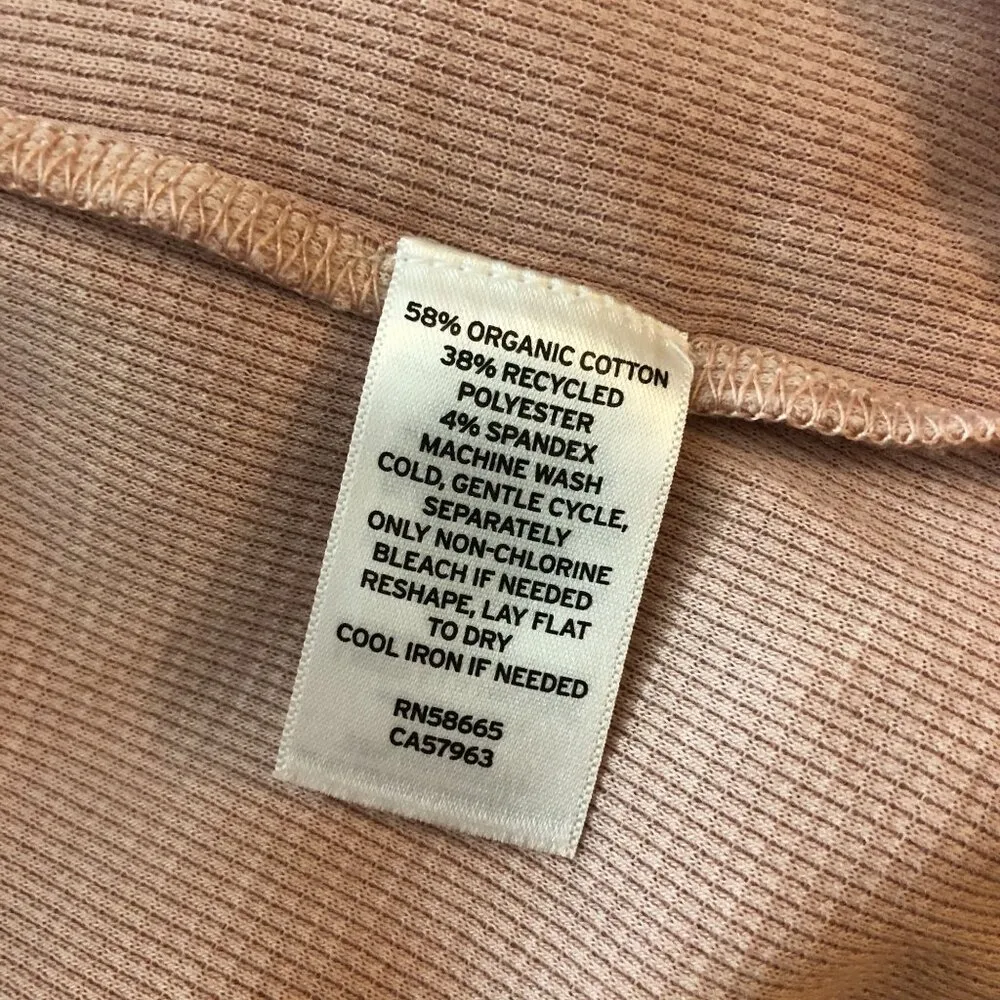 58% ORGANIC COTTON
38% RECYCLED
POLYESTER
4% SPANDEX
MACHINE WASH
COLD, GENTLE CYCLE,
SEPARATELY
ONLY NON-CHLORINE
BLEACH IF NEEDED
RESHAPE, LAY FLAT
TO DRY
COOL IRON IF NEEDED
RN58665
CA57963